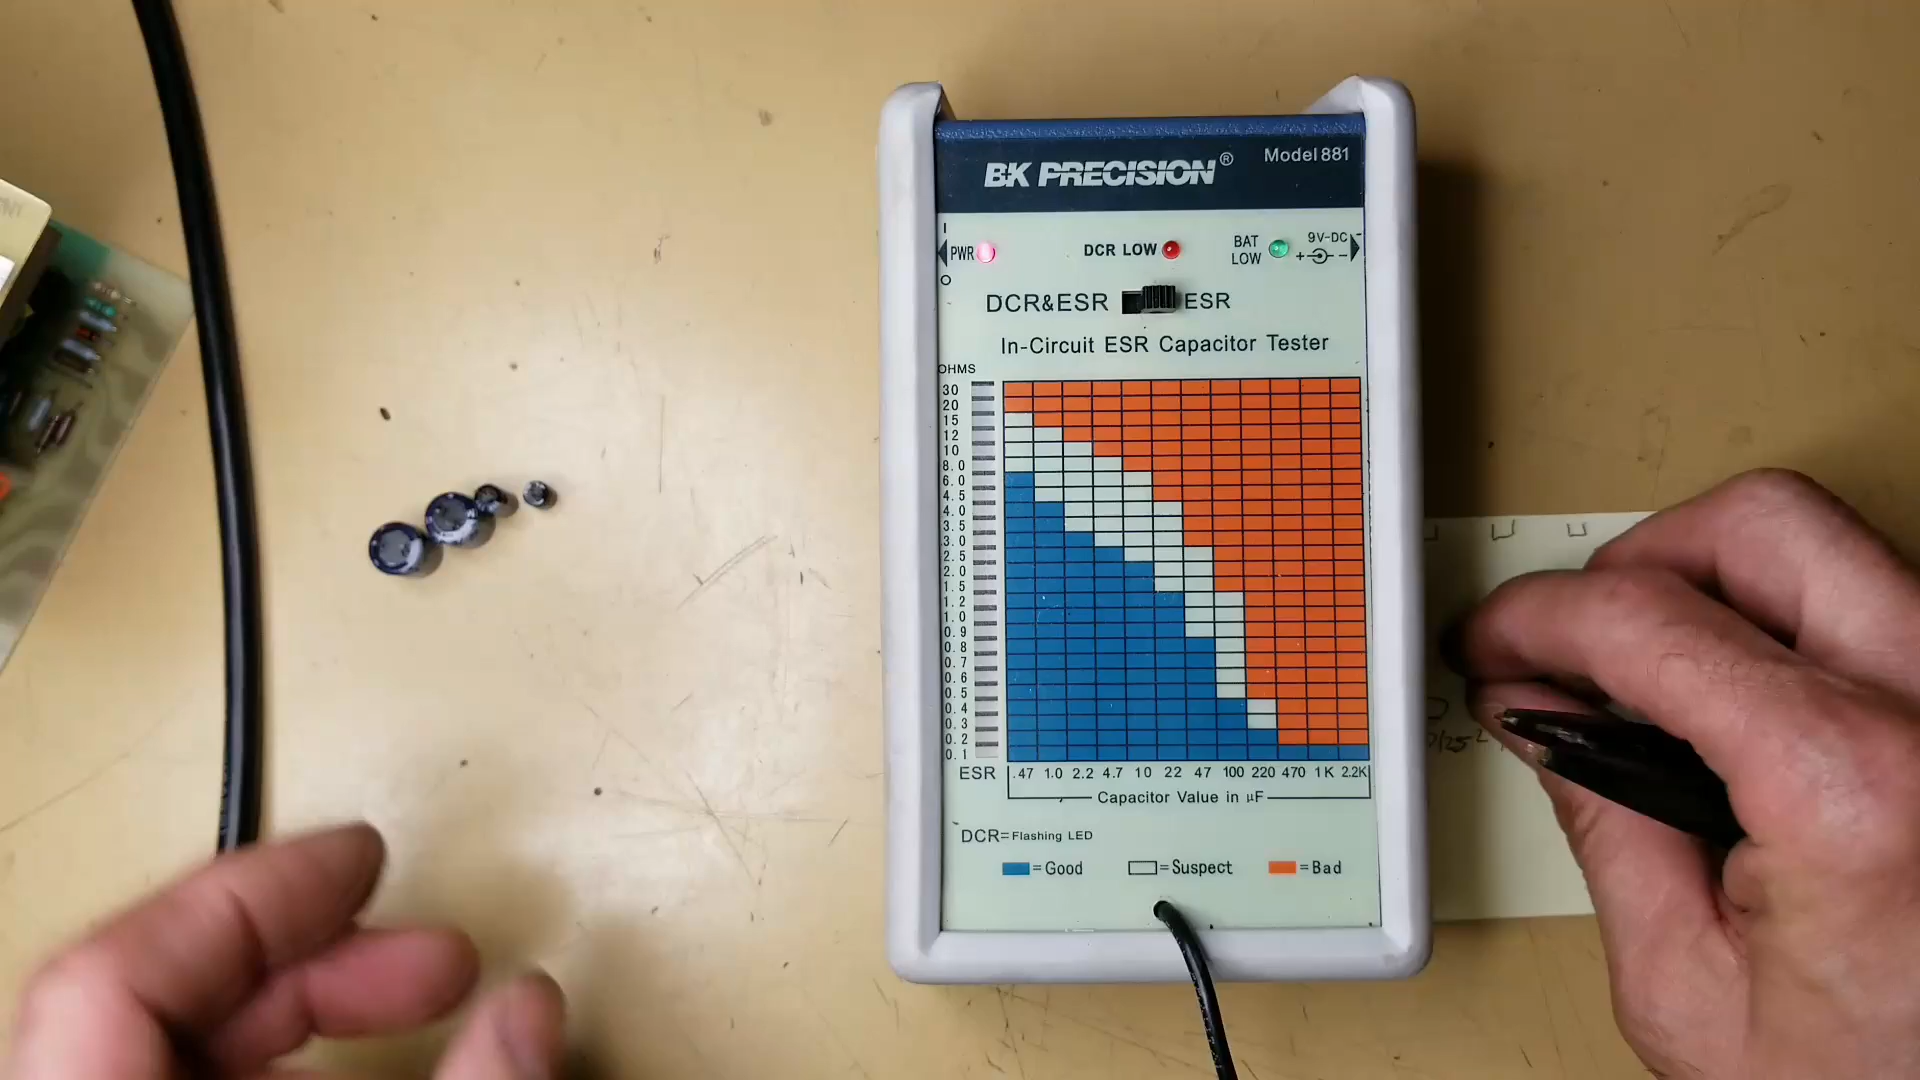 BK PRECISION®
Model 881
I
PWR
O
DCR LOW
BAT
LOW
9V-DC
+ -
DCR&ESR
ESR
In-Circuit ESR Capacitor Tester
OHMS
30
20
15
12
10
8.0
6.0
4.5
4.0
3.5
3.0
2.5
2.0
1.5
1.2
1.0
0.9
0.8
0.7
0.6
0.5
0.4
0.3
0.2
0.1
ESR
.47 1.0 2.2 4.7 10 22 47 100 220 470 1K 2.2K
Capacitor Value in μF
DCR=Flashing LED
=Good =Suspect =Bad